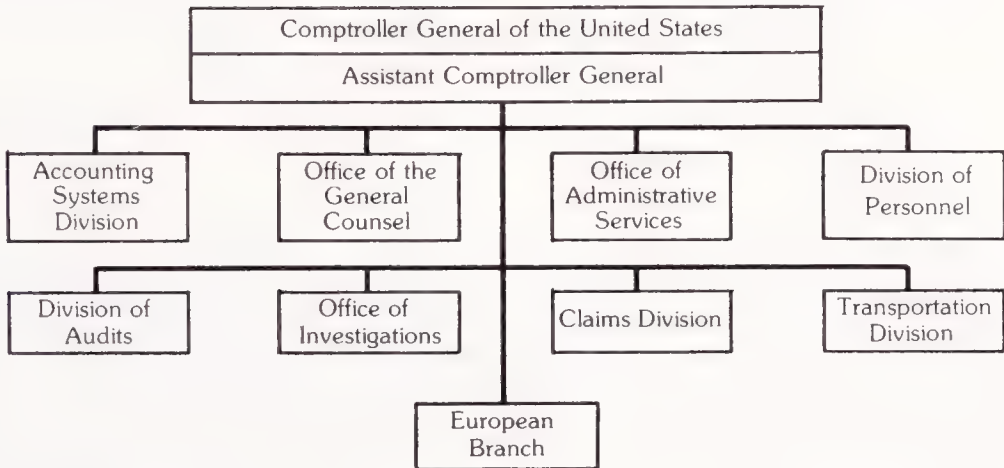 Comptroller General of the United States
Assistant Comptroller General
Accounting
Systems
Division
Office of the
General
Counsel
Office of
Administrative
Services
Division of
Personnel
Division of
Audits
Office of
Investigations
Claims Division
Transportation
Division
European
Branch